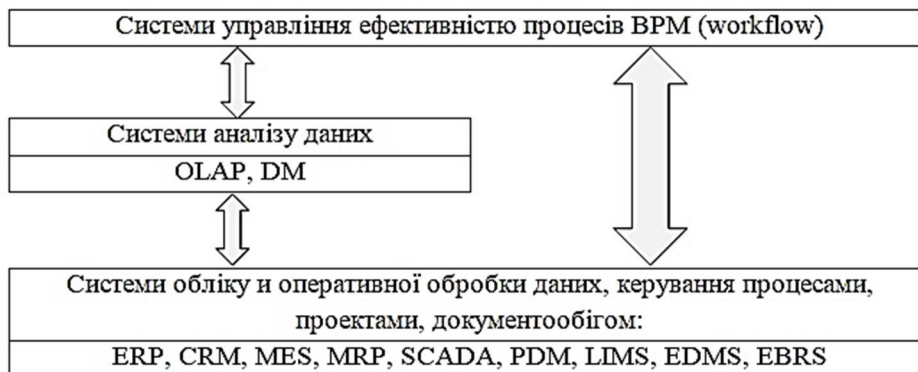 Системи управління ефективністю процесів BPM (workflow)
Системи аналізу даних
OLAP, DM
Системи обліку и оперативної обробки даних, керування процесами,
проектами, документообігом:
ERP, CRM, MES, MRP, SCADA, PDM, LIMS, EDMS, EBRS